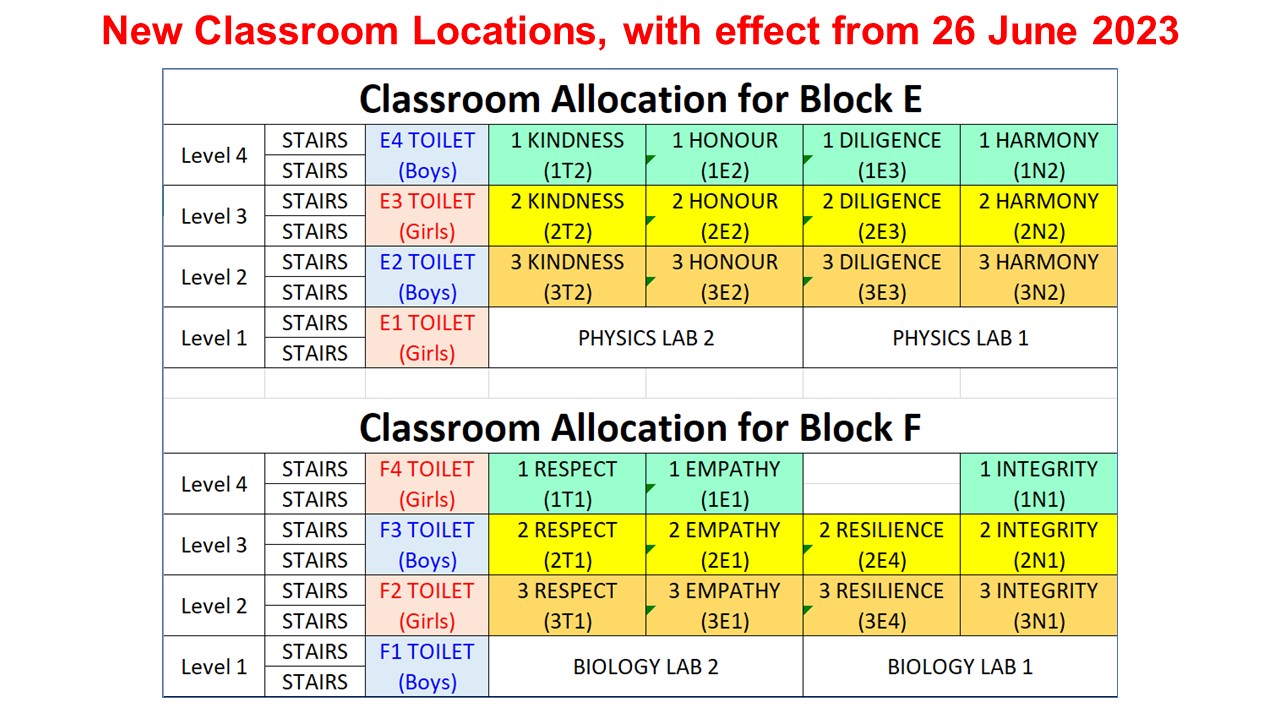 New Classroom Locations, with effect from 26 June 2023
Classroom Allocation for Block E
Level 4 STAIRS E4 TOILET 1 KINDNESS 1 HONOUR 1 DILIGENCE 1 HARMONY
STAIRS (Boys) (1T2) (1E2) (1E3) (1N2)
Level 3 STAIRS E3 TOILET 2 KINDNESS 2 HONOUR 2 DILIGENCE 2 HARMONY
STAIRS (Girls) (2T2) (2E2) (2E3) (2N2)
Level 2 STAIRS E2 TOILET 3 KINDNESS 3 HONOUR 3 DILIGENCE 3 HARMONY
STAIRS (Boys) (3T2) (3E2) (3E3) (3N2)
Level 1 STAIRS E1 TOILET PHYSICS LAB 2 PHYSICS LAB 1
STAIRS (Girls)
Classroom Allocation for Block F
Level 4 STAIRS F4 TOILET 1 RESPECT 1 EMPATHY 1 INTEGRITY
STAIRS (Girls) (1T1) (1E1) (1N1)
Level 3 STAIRS F3 TOILET 2 RESPECT 2 EMPATHY 2 RESILIENCE 2 INTEGRITY
STAIRS (Boys) (2T1) (2E1) (2E4) (2N1)
Level 2 STAIRS F2 TOILET 3 RESPECT 3 EMPATHY 3 RESILIENCE 3 INTEGRITY
STAIRS (Girls) (3T1) (3E1) (3E4) (3N1)
Level 1 STAIRS F1 TOILET BIOLOGY LAB 2 BIOLOGY LAB 1
STAIRS (Boys)